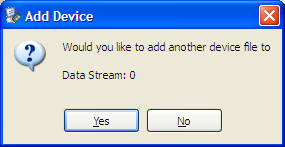 Add Device
Would you like to add another device file to
Data Stream: 0
Yes
No